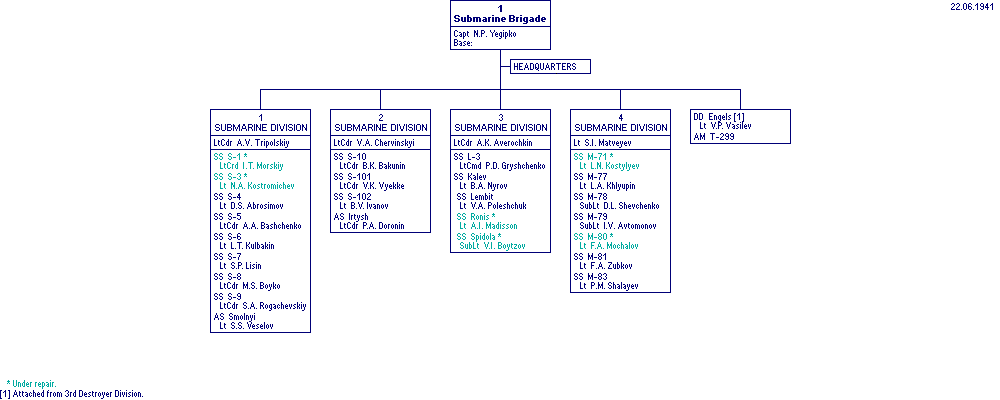 22.06.1941
1
Submarine Brigade
Capt N.P. Yegipko
Base:
HEADQUARTERS
1
SUBMARINE DIVISION
LtCdr A.V. Tripolskiy
SS S-1 *
LtCrd I.T. Morskiy
SS S-3 *
Lt N.A. Kostromichev
SS S-4
Lt D.S. Abrosimov
SS S-5
LtCdr A.A. Bashchenko
SS S-6
Lt L.T. Kulbakin
SS S-7
Lt S.P. Lisin
SS S-8
LtCdr M.S. Boyko
SS S-9
LtCdr S.A. Rogachevskiy
AS Smolnyi
Lt S.S. Veselov
2
SUBMARINE DIVISION
LtCdr V.A. Chervinskyi
SS S-10
LtCdr B.K. Bakunin
SS S-101
LtCdr V.K. Vyekke
SS S-102
Lt B.V. Ivanov
AS Irtysh
LtCdr P.A. Doronin
3
SUBMARINE DIVISION
LtCdr A.K. Averochkin
SS L-3
LtCmd P.D. Gryshchenko
SS Kalev
Lt B.A. Nyrov
SS Lembit
Lt V.A. Poleshchuk
SS Ronis *
Lt A.I. Madisson
SS Spidola *
SubLt V.I. Boytzov
4
SUBMARINE DIVISION
Lt S.I. Matveyev
SS M-71 *
Lt L.N. Kostylyev
SS M-77
Lt L.A. Khlyupin
SS M-78
SubLt D.L. Shevchenko
SS M-79
SubLt I.V. Avtomonov
SS M-80 *
Lt F.A. Mochalov
SS M-81
Lt F.A. Zubkov
SS M-83
Lt P.M. Shalayev
DD Engels [1]
Lt V.P. Vasilev
AM T-299
* Under repair.
[1] Attached from 3rd Destroyer Division.